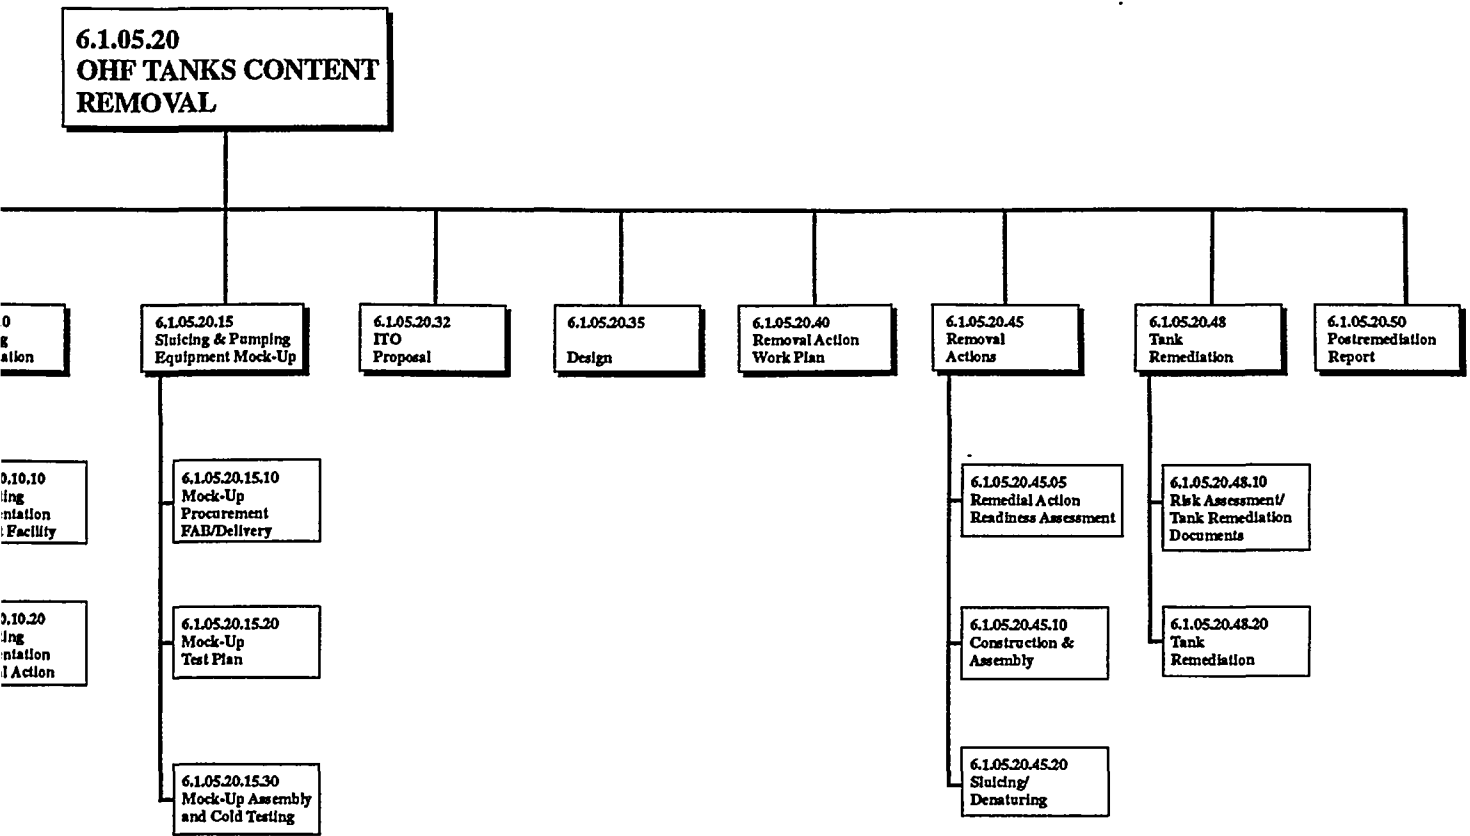 6.1.05.20
OHF TANKS CONTENT
REMOVAL
6.1.05.20.15
Sluicing & Pumping
Equipment Mock-Up
6.1.05.20.32
ITO
Proposal
6.1.05.20.35
Design
6.1.05.20.40
Removal Action
Work Plan
6.1.05.20.45
Removal
Actions
6.1.05.20.48
Tank
Remediation
6.1.05.20.50
Postremediation
Report
.10.10
Facility
6.1.05.20.15.10
Mock-Up
Procurement
FAB/Delivery
6.1.05.20.45.05
Remedial Action
Readiness Assessment
6.1.05.20.48.10
Risk Assessment/
Tank Remediation
Documents
.10.20
Action
6.1.05.20.15.20
Mock-Up
Test Plan
6.1.05.20.45.10
Construction &
Assembly
6.1.05.20.48.20
Tank
Remediation
6.1.05.20.15.30
Mock-Up Assembly
and Cold Testing
6.1.05.20.45.20
Sluicing/
Denaturing